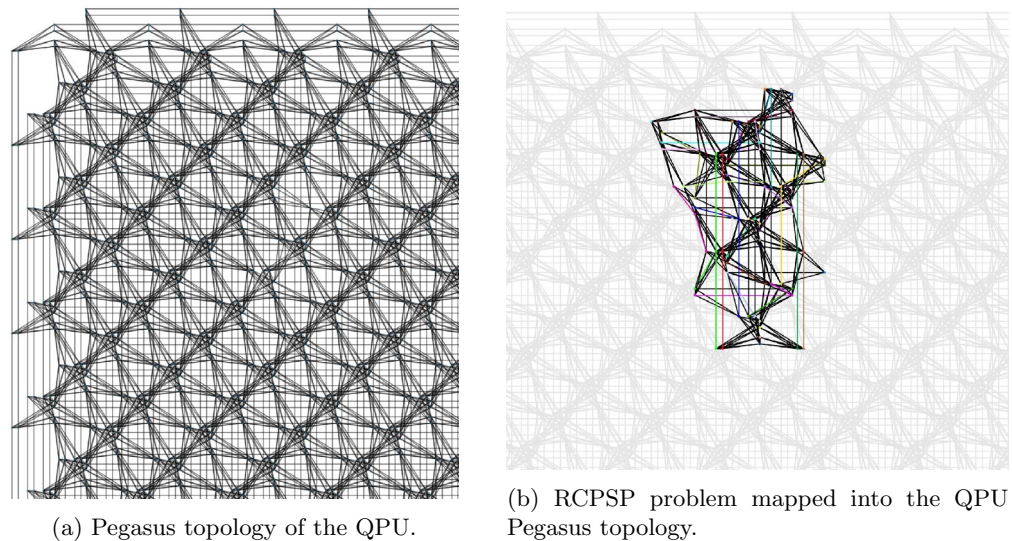 (a) Pegasus topology of the QPU.
(b) RCPSP problem mapped into the QPU
Pegasus topology.